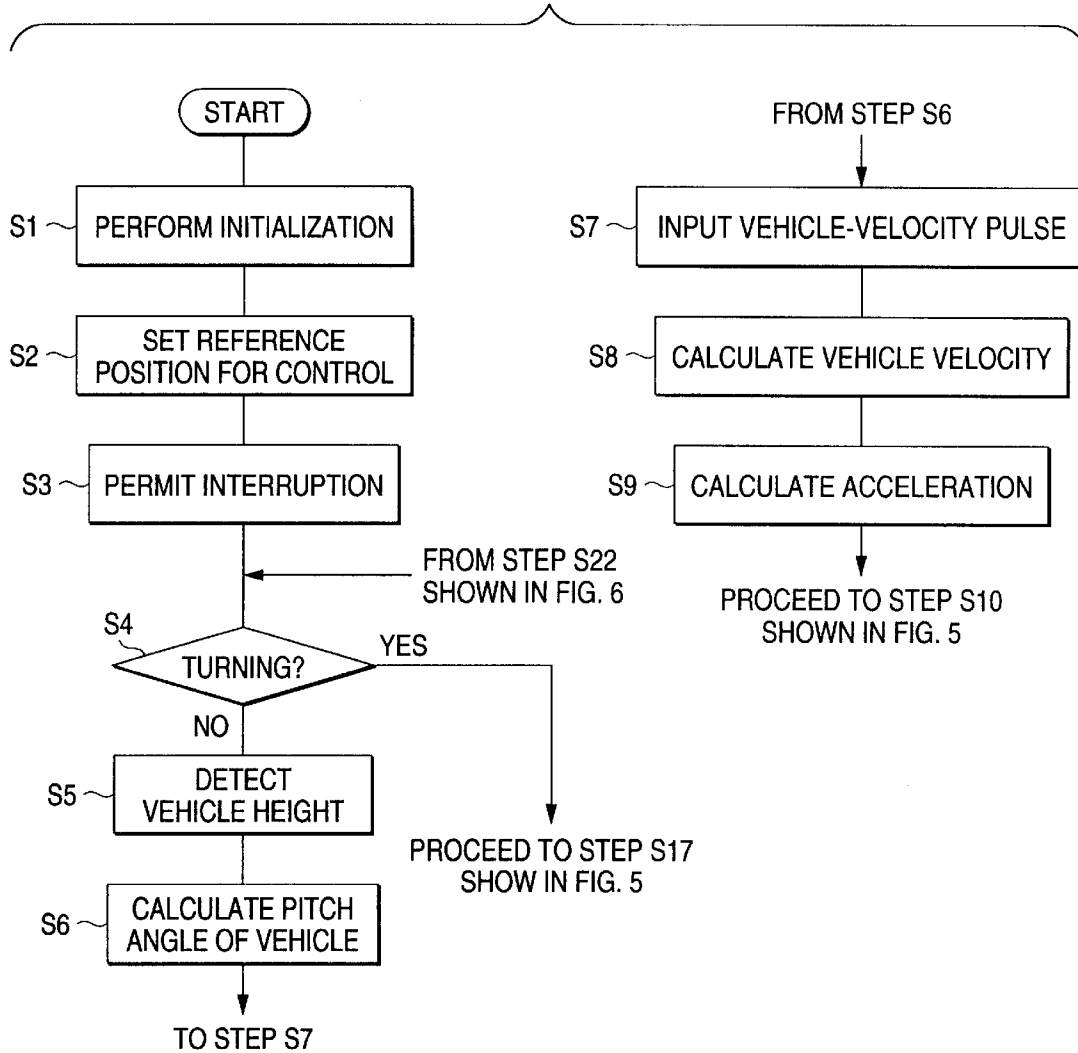 START
S1
PERFORM INITIALIZATION
S2
SET REFERENCE
POSITION FOR CONTROL
S3
PERMIT INTERRUPTION
FROM STEP S22
SHOWN IN FIG. 6
S4
TURNING?
YES
NO
S5
DETECT
VEHICLE HEIGHT
PROCEED TO STEP S17
SHOW IN FIG. 5
S6
CALCULATE PITCH
ANGLE OF VEHICLE
TO STEP S7
FROM STEP S6
S7
INPUT VEHICLE-VELOCITY PULSE
S8
CALCULATE VEHICLE VELOCITY
S9
CALCULATE ACCELERATION
PROCEED TO STEP S10
SHOWN IN FIG. 5